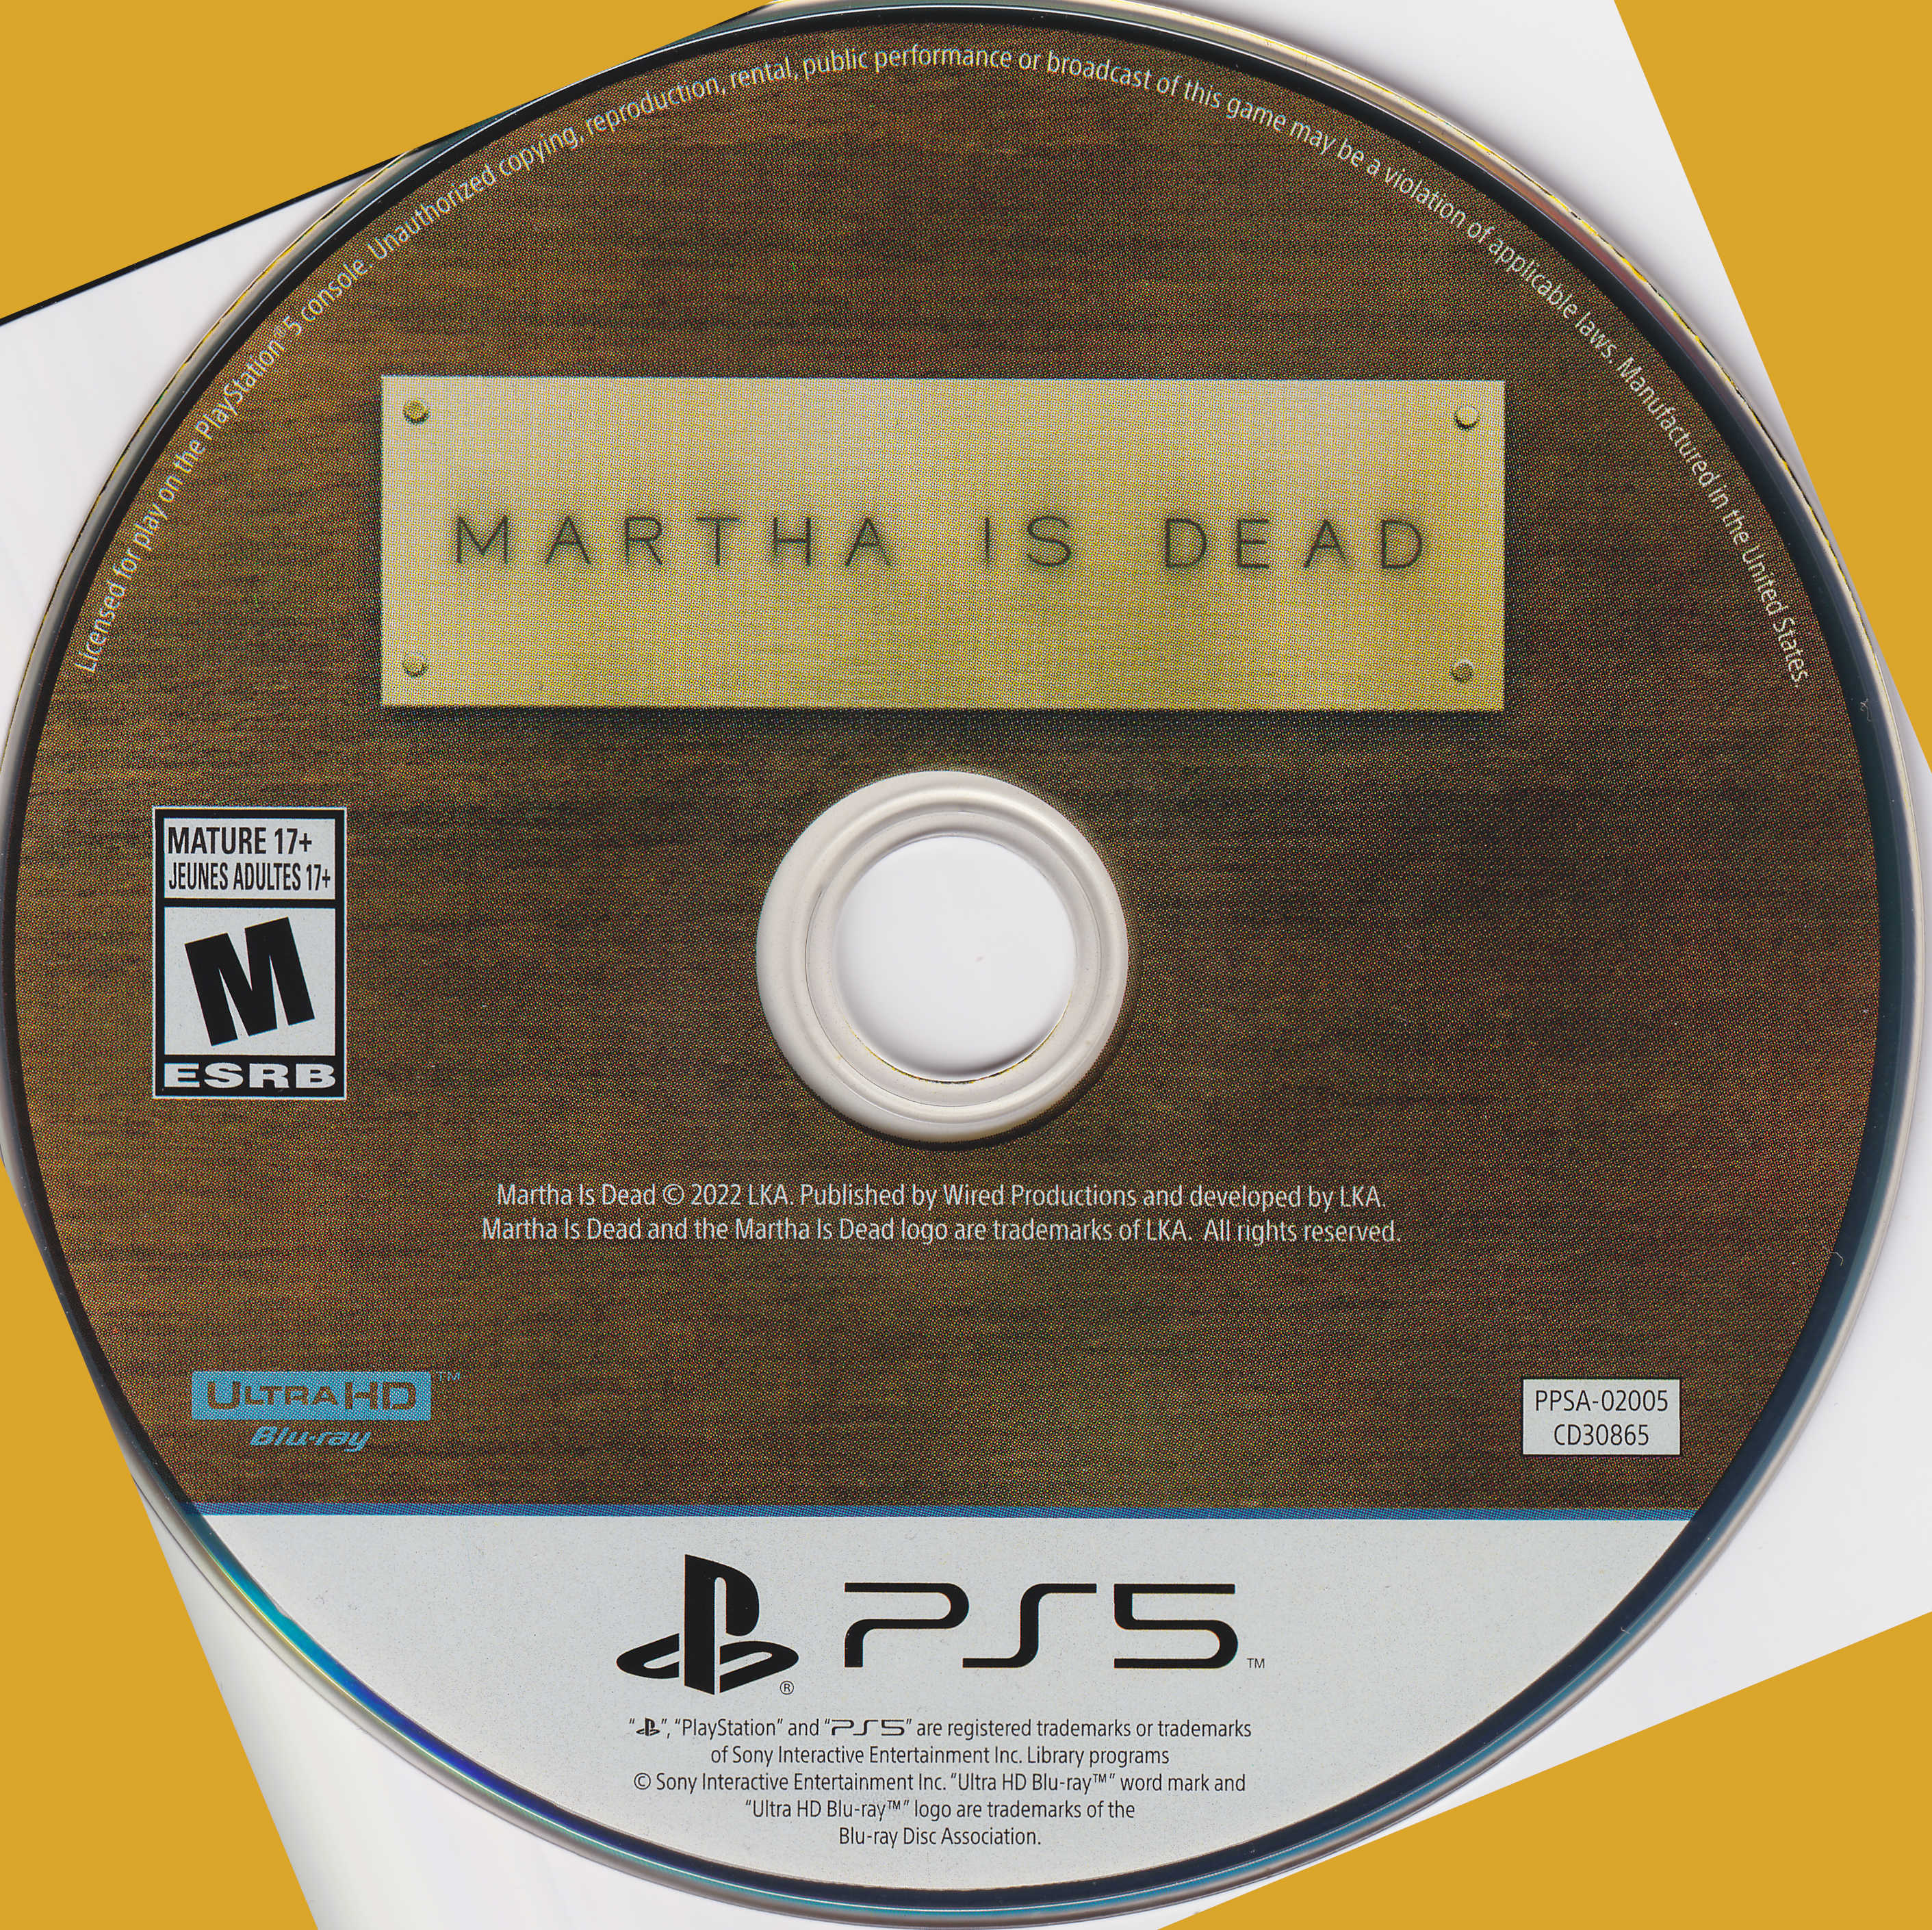 Licensed for play on the PlayStation®5 console. Unauthorized copying, reproduction, rental, public performance or broadcast of this game may be a violation of applicable laws. Manufactured in the United States.
MARTHA IS DEAD
MATURE 17+
JEUNES ADULTES 17+
M
ESRB
Martha Is Dead © 2022 LKA. Published by Wired Productions and developed by LKA.
Martha Is Dead and the Martha Is Dead logo are trademarks of LKA. All rights reserved.
ULTRA HD™
Blu-ray
PPSA-02005
CD30865
PS5™
®
“ ”, “PlayStation” and “PS5” are registered trademarks or trademarks
of Sony Interactive Entertainment Inc. Library programs
© Sony Interactive Entertainment Inc. “Ultra HD Blu-ray™” word mark and
“Ultra HD Blu-ray™” logo are trademarks of the
Blu-ray Disc Association.